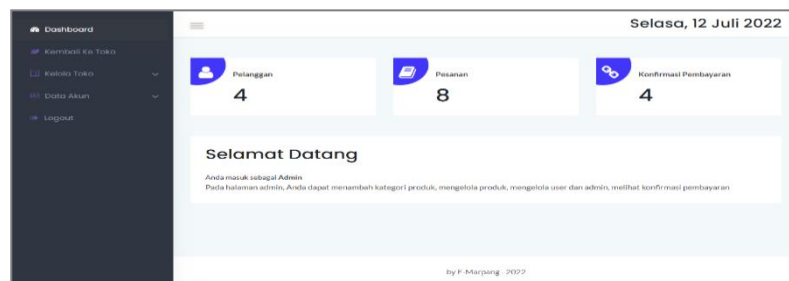 Dashboard
Selasa, 12 Juli 2022
Kembali Ke Toko
Kelola Toko
Data Akun
Logout
Pelanggan
4
Pesanan
8
Konfirmasi Pembayaran
4
Selamat Datang
Anda masuk sebagai Admin
Pada halaman admin, Anda dapat menambah kategori produk, mengelola produk, mengelola user dan admin, melihat konfirmasi pembayaran
by F-Marpang - 2022